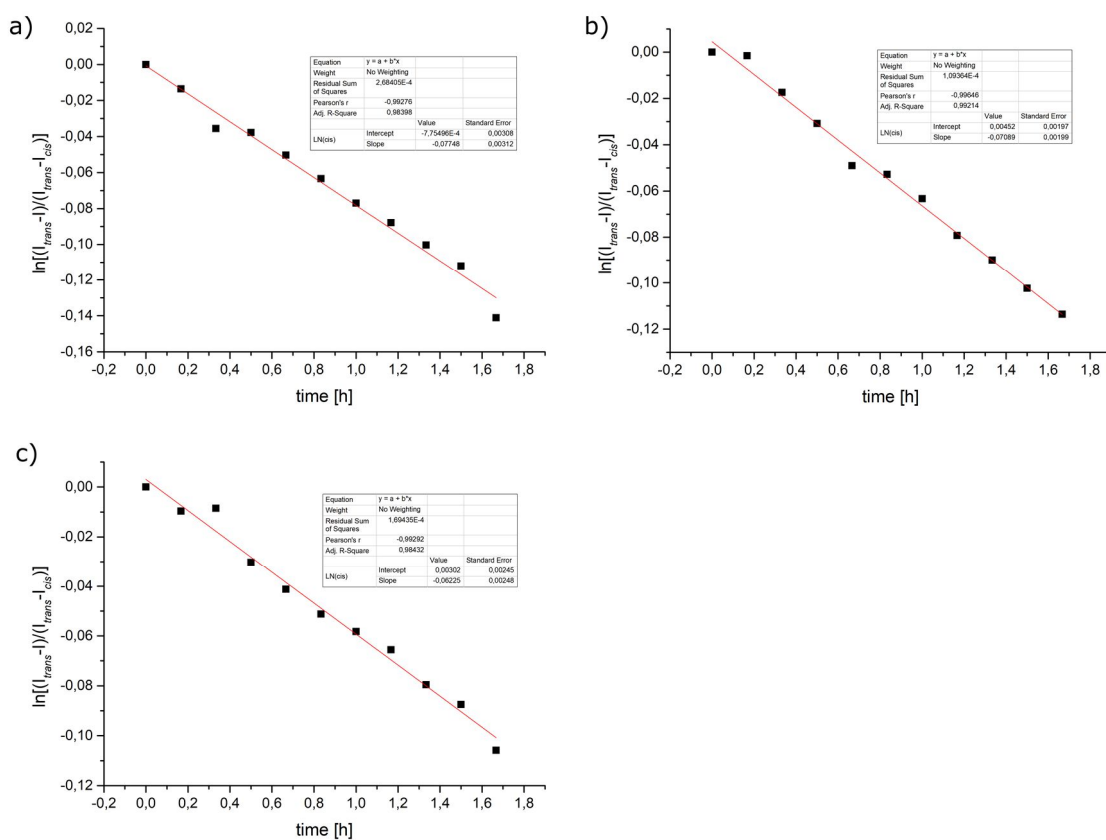 a)
0,02
0,00
-0,02
-0,04
-0,06
-0,08
-0,10
-0,12
-0,14
-0,16
ln[(I_trans-I)/(I_trans-I_cis)]
Equation y = a + b*x
Weight No Weighting
Residual Sum of Squares 2,68405E-4
Pearson's r -0,99276
Adj. R-Square 0,98398
Value Standard Error
LN(cis) Intercept -7,75496E-4 0,00308
Slope -0,07748 0,00312
-0,2 0,0 0,2 0,4 0,6 0,8 1,0 1,2 1,4 1,6 1,8
time [h]
b)
0,00
-0,02
-0,04
-0,06
-0,08
-0,10
-0,12
ln[(I_trans-I)/(I_trans-I_cis)]
Equation y = a + b*x
Weight No Weighting
Residual Sum of Squares 1,09364E-4
Pearson's r -0,99646
Adj. R-Square 0,99214
Value Standard Error
LN(cis) Intercept 0,00452 0,00197
Slope -0,07089 0,00199
-0,2 0,0 0,2 0,4 0,6 0,8 1,0 1,2 1,4 1,6 1,8
time [h]
c)
0,00
-0,02
-0,04
-0,06
-0,08
-0,10
-0,12
ln[(I_trans-I)/(I_trans-I_cis)]
Equation y = a + b*x
Weight No Weighting
Residual Sum of Squares 1,69435E-4
Pearson's r -0,99292
Adj. R-Square 0,98432
Value Standard Error
LN(cis) Intercept 0,00302 0,00245
Slope -0,06225 0,00248
-0,2 0,0 0,2 0,4 0,6 0,8 1,0 1,2 1,4 1,6 1,8
time [h]